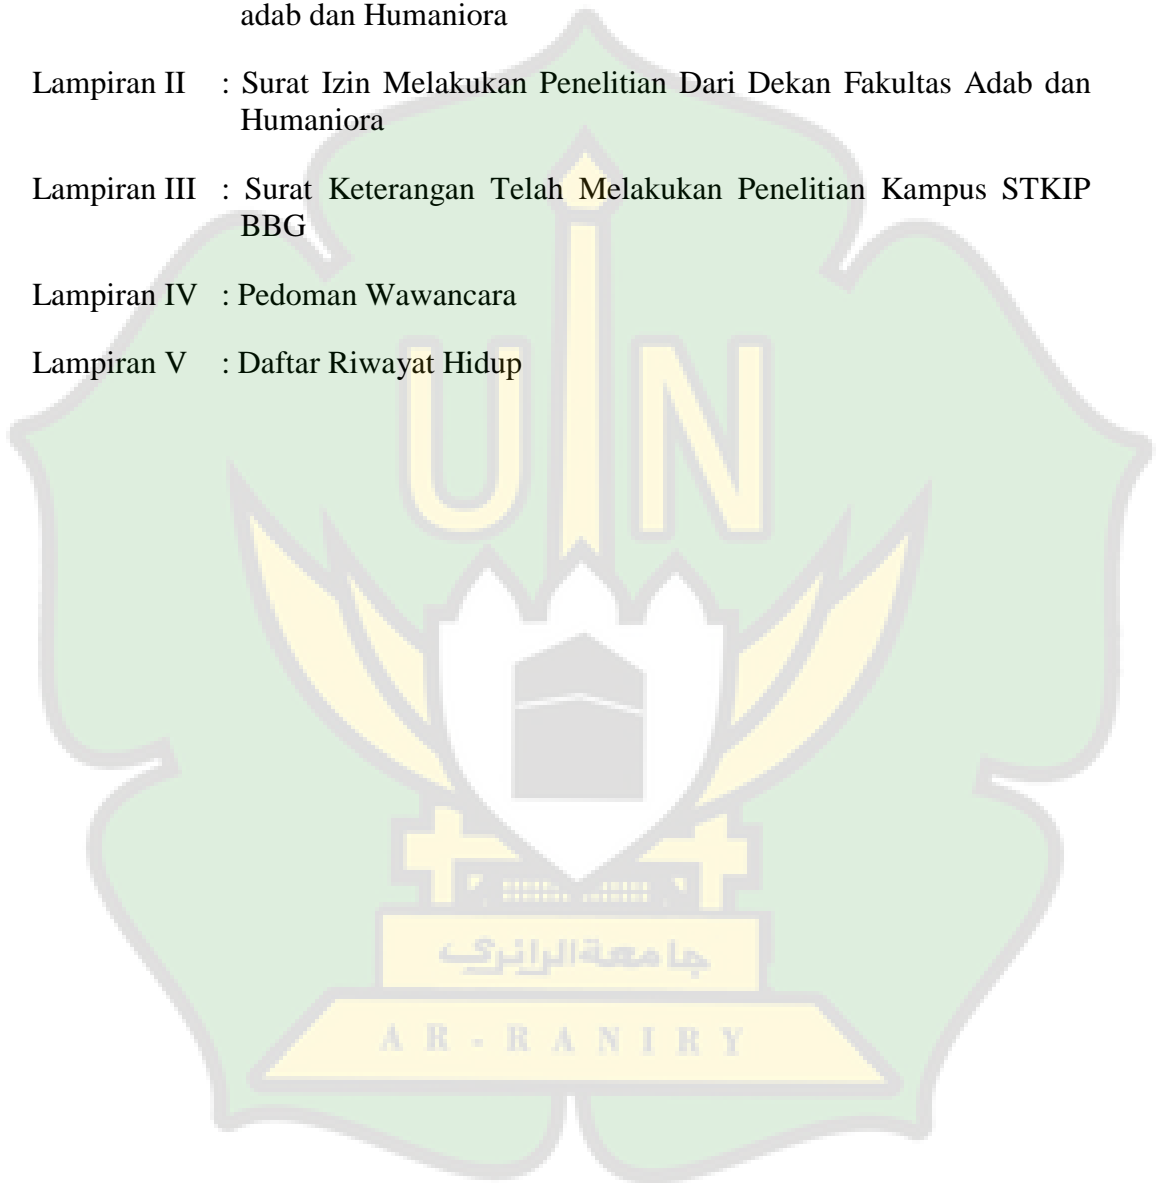 adab dan Humaniora
Lampiran II : Surat Izin Melakukan Penelitian Dari Dekan Fakultas Adab dan
Humaniora
Lampiran III : Surat Keterangan Telah Melakukan Penelitian Kampus STKIP
BBG
Lampiran IV : Pedoman Wawancara
Lampiran V : Daftar Riwayat Hidup
UIN
جامعة الرانري
AR-RANIRY